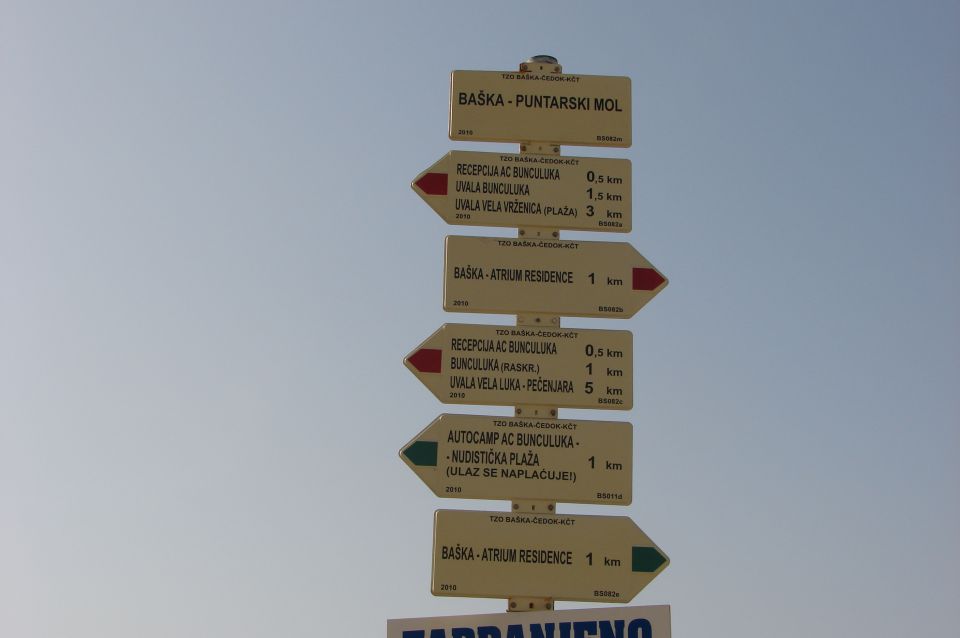 TZO BAŠKA-ČEDOK-KČT
BAŠKA - PUNTARSKI MOL
2010 BS082m
TZO BAŠKA-ČEDOK-KČT
RECEPCIJA AC BUNCULUKA 0,5 km
UVALA BUNCULUKA 1,5 km
UVALA VELA VRŽENICA (PLAŽA) 3 km
2010 BS082a
TZO BAŠKA-ČEDOK-KČT
BAŠKA - ATRIUM RESIDENCE 1 km
2010 BS082b
TZO BAŠKA-ČEDOK-KČT
RECEPCIJA AC BUNCULUKA 0,5 km
BUNCULUKA (RASKR.) 1 km
UVALA VELA LUKA - PEČENJARA 5 km
2010 BS082c
TZO BAŠKA-ČEDOK-KČT
AUTOCAMP AC BUNCULUKA -
- NUDISTIČKA PLAŽA 1 km
(ULAZ SE NAPLAĆUJE!)
2010 BS011d
TZO BAŠKA-ČEDOK-KČT
BAŠKA - ATRIUM RESIDENCE 1 km
2010 BS082e
ZABRANJENO